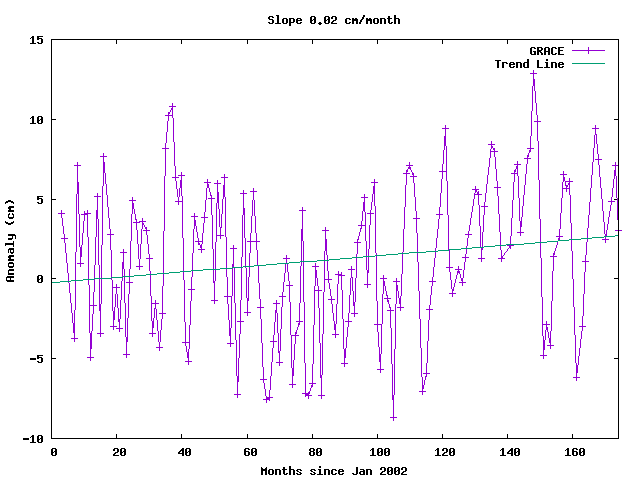 Slope 0.02 cm/month
GRACE
Trend Line
15
10
5
0
-5
-10
Anomaly (cm)
0 20 40 60 80 100 120 140 160
Months since Jan 2002